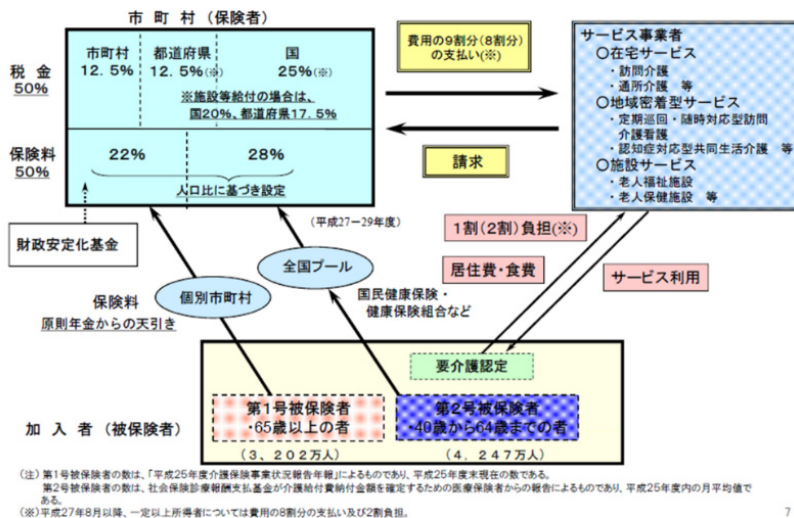 市 町 村 （保険者）
市町村
12.5%
都道府県
12.5%(※)
国
25%(※)
税 金
50%
※施設等給付の場合は、
国20%、都道府県17.5%
保険料
50%
22%
28%
人口比に基づき設定
財政安定化基金
(平成27－29年度)
費用の9割分(8割分)
の支払い(※)
請求
サービス事業者
○在宅サービス
・訪問介護
・通所介護 等
○地域密着型サービス
・定期巡回・随時対応型訪問
介護看護
・認知症対応型共同生活介護 等
○施設サービス
・老人福祉施設
・老人保健施設 等
1割(2割)負担(※)
居住費・食費
サービス利用
全国プール
国民健康保険・
健康保険組合など
個別市町村
保険料
原則年金からの天引き
要介護認定
加 入 者 （被保険者）
第1号被保険者
・65歳以上の者
第2号被保険者
・40歳から64歳までの者
(3、202万人)
(4、247万人)
(注) 第1号被保険者の数は、「平成25年度介護保険事業状況報告年報」によるものであり、平成25年度末現在の数である。
第2号被保険者の数は、社会保険診療報酬支払基金が介護給付費納付金額を確定するための医療保険者からの報告によるものであり、平成25年度内の月平均値で
ある。
(※)平成27年8月以降、一定以上所得者については費用の8割分の支払い及び2割負担。
7